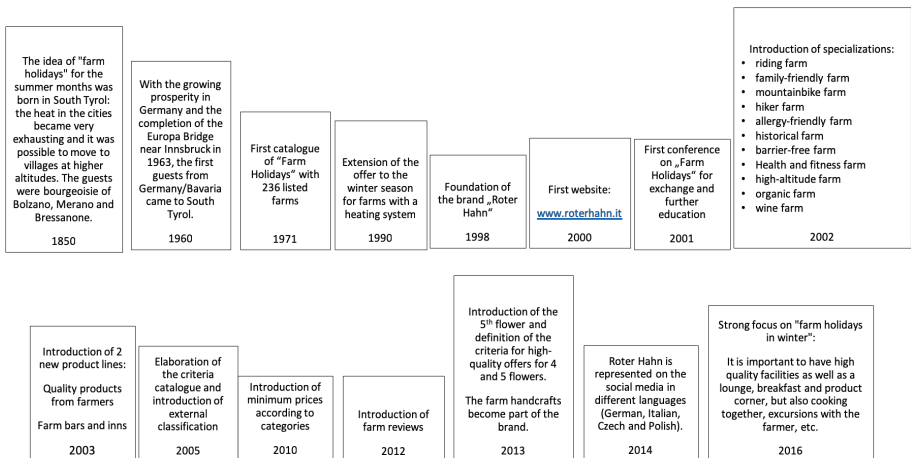 The idea of "farm
holidays" for the
summer months was
born in South Tyrol:
the heat in the cities
became very
exhausting and it was
possible to move to
villages at higher
altitudes. The guests
were bourgeoisie of
Bolzano, Merano and
Bressanone.
1850
With the growing
prosperity in
Germany and the
completion of the
Europa Bridge
near Innsbruck in
1963, the first
guests from
Germany/Bavaria
came to South
Tyrol.
1960
First catalogue
of "Farm
Holidays" with
236 listed
farms
1971
Extension of the
offer to the
winter season
for farms with a
heating system
1990
Foundation of
the brand „Roter
Hahn"
1998
First website:
www.roterhahn.it
2000
First conference
on „Farm
Holidays" for
exchange and
further
education
2001
Introduction of specializations:
• riding farm
• family-friendly farm
• mountainbike farm
• hiker farm
• allergy-friendly farm
• historical farm
• barrier-free farm
• Health and fitness farm
• high-altitude farm
• organic farm
• wine farm
2002
Introduction of 2
new product lines:
Quality products
from farmers
Farm bars and inns
2003
Elaboration of
the criteria
catalogue and
introduction of
external
classification
2005
Introduction of
minimum prices
according to
categories
2010
Introduction of
farm reviews
2012
Introduction of the
5th flower and
definition of the
criteria for high-
quality offers for 4
and 5 flowers.
The farm handcrafts
become part of the
brand.
2013
Roter Hahn is
represented on the
social media in
different languages
(German, Italian,
Czech and Polish).
2014
Strong focus on "farm holidays
in winter":
It is important to have high
quality facilities as well as a
lounge, breakfast and product
corner, but also cooking
together, excursions with the
farmer, etc.
2016